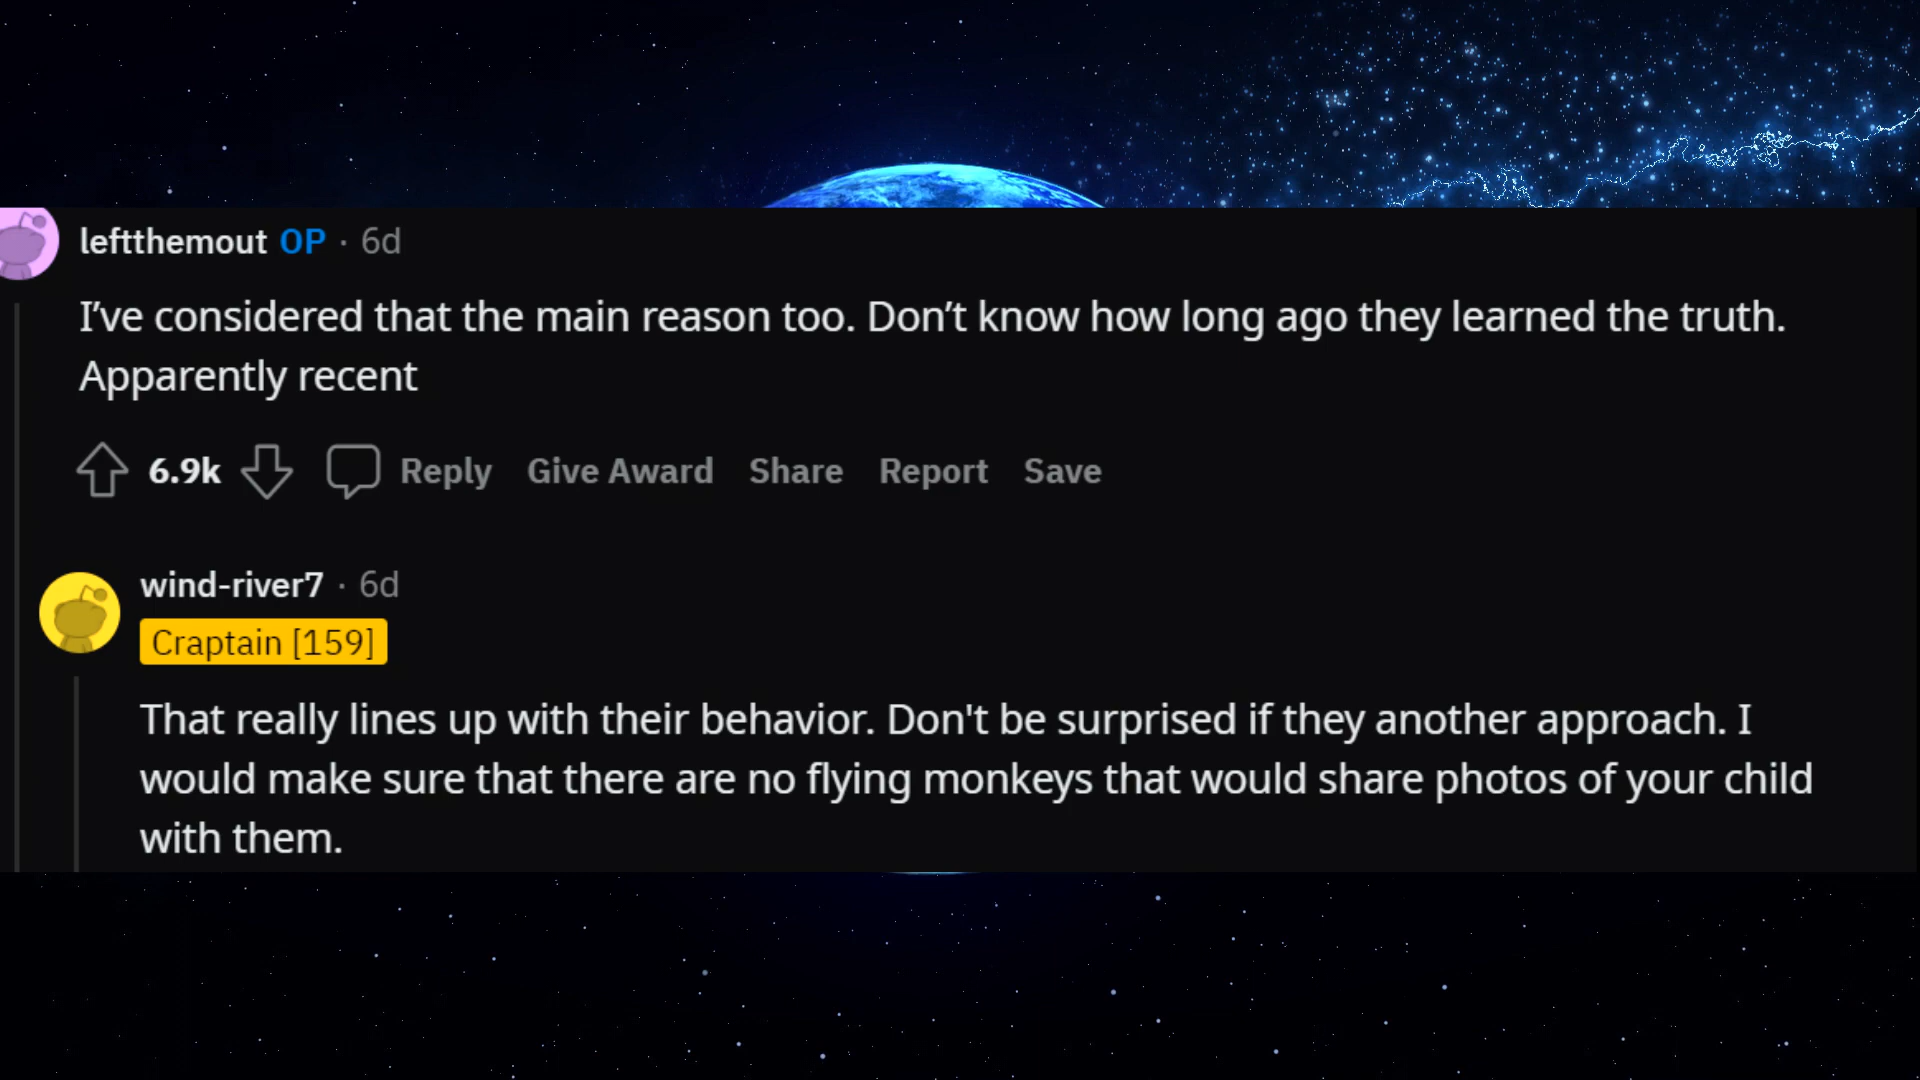 leftthemout OP · 6d
I’ve considered that the main reason too. Don’t know how long ago they learned the truth.
Apparently recent
6.9k Reply Give Award Share Report Save
wind-river7 · 6d
Craptain [159]
That really lines up with their behavior. Don't be surprised if they another approach. I
would make sure that there are no flying monkeys that would share photos of your child
with them.